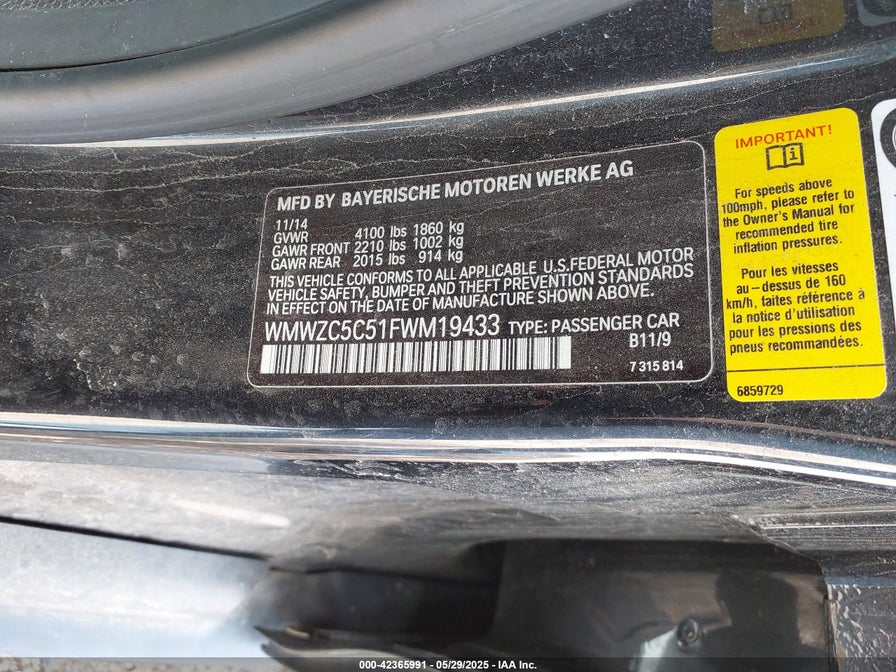 MFD BY BAYERISCHE MOTOREN WERKE AG
11/14
GVWR 4100 lbs 1860 kg
GAWR FRONT 2210 lbs 1002 kg
GAWR REAR 2015 lbs 914 kg
THIS VEHICLE CONFORMS TO ALL APPLICABLE U.S.FEDERAL MOTOR
VEHICLE SAFETY, BUMPER AND THEFT PREVENTION STANDARDS
IN EFFECT ON THE DATE OF MANUFACTURE SHOWN ABOVE.
WMWZC5C51FWM19433 TYPE: PASSENGER CAR
B11/9
7 315 814
IMPORTANT!
For speeds above
100mph, please refer to
the Owner's Manual for
recommended tire
inflation pressures.
Pour les vitesses
au-dessus de 160
km/h, faites référence à
la notice d'utilisation
pour les pressions des
pneus recommandées.
6859729
000-42365991 - 05/29/2025 - IAA Inc.